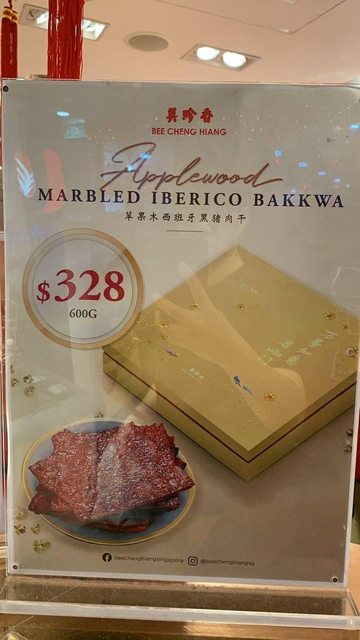 美珍香
BEE CHENG HIANG
Applewood
MARBLED IBERICO BAKKWA
苹果木西班牙黑猪肉干
$328
600G
beechenghiangsingapore @beechenghiangsg